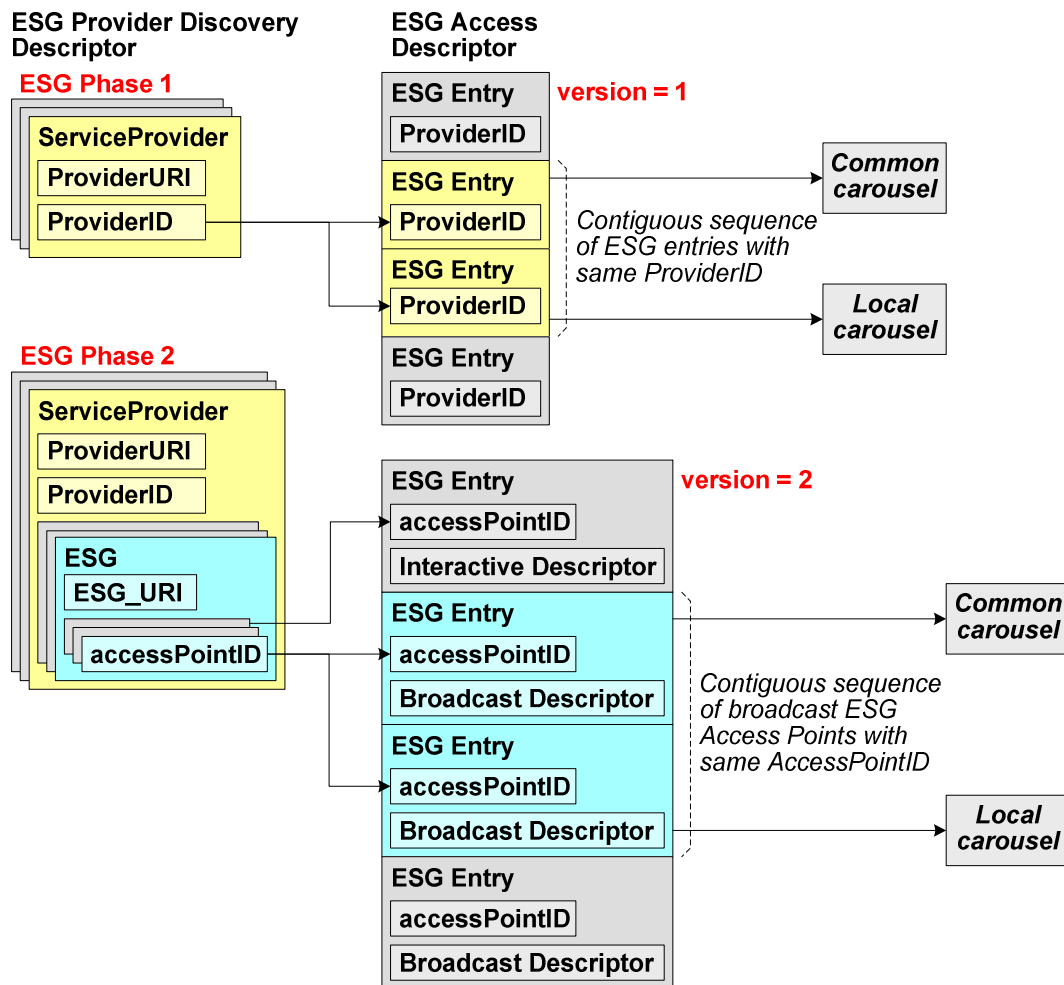 ESG Provider Discovery
Descriptor
ESG Access
Descriptor
ESG Phase 1
ServiceProvider
ProviderURI
ProviderID
version = 1
ESG Entry
ProviderID
ESG Entry
ProviderID
ESG Entry
ProviderID
ESG Entry
ProviderID
Contiguous sequence
of ESG entries with
same ProviderID
Common
carousel
Local
carousel
ESG Phase 2
ServiceProvider
ProviderURI
ProviderID
ESG
ESG_URI
accessPointID
version = 2
ESG Entry
accessPointID
Interactive Descriptor
ESG Entry
accessPointID
Broadcast Descriptor
ESG Entry
accessPointID
Broadcast Descriptor
ESG Entry
accessPointID
Broadcast Descriptor
Contiguous sequence
of broadcast ESG
Access Points with
same AccessPointID
Common
carousel
Local
carousel